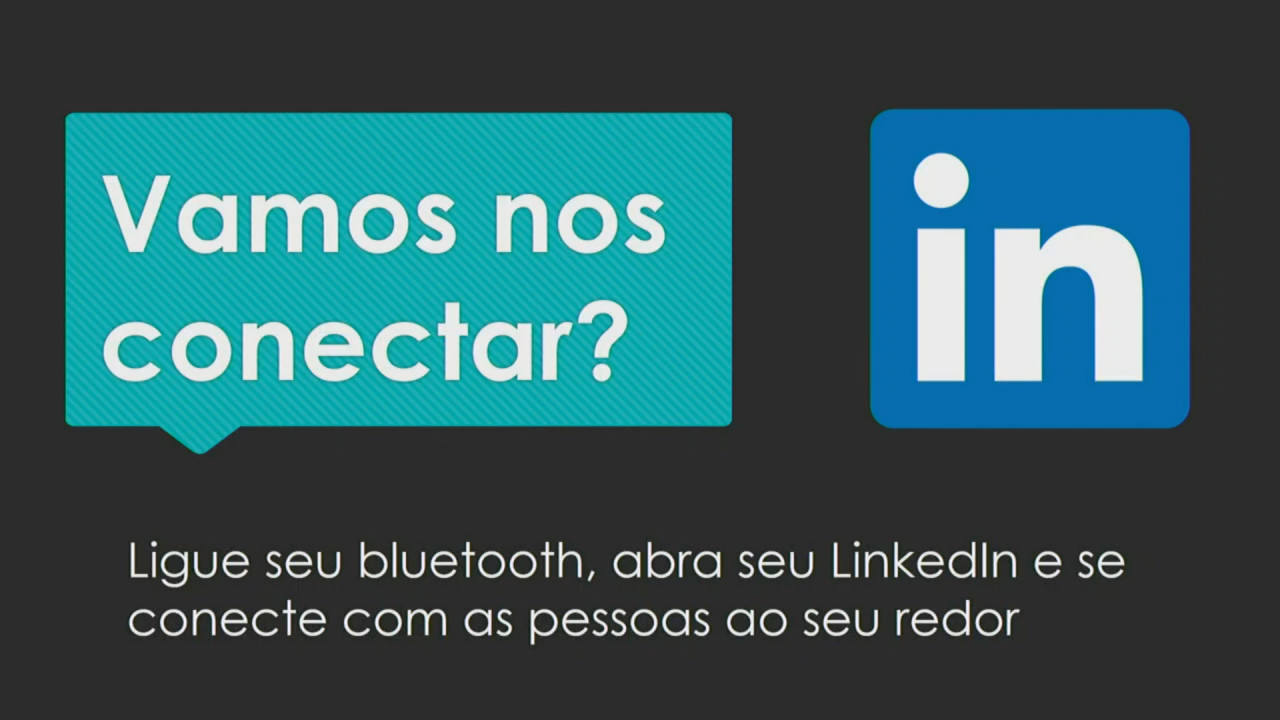 Vamos nos
conectar?
in
Ligue seu bluetooth, abra seu LinkedIn e se
conecte com as pessoas ao seu redor